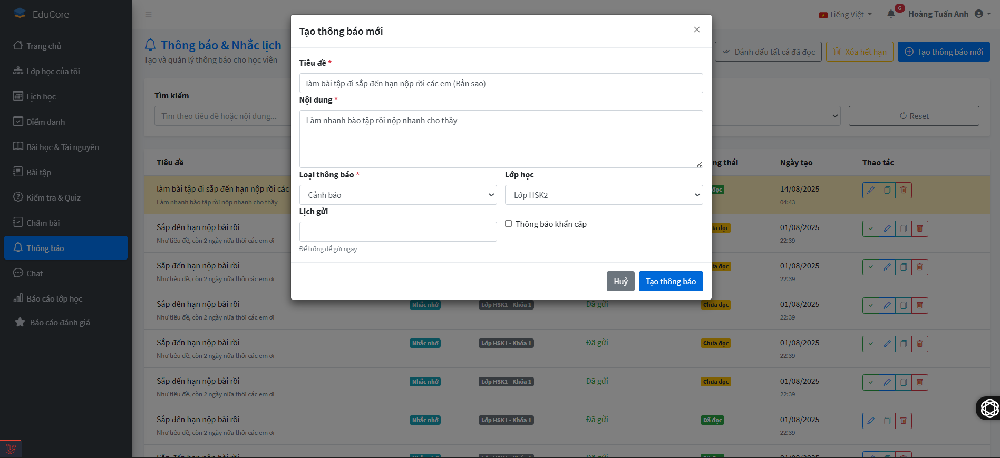 EduCore
Tiếng Việt
6
Hoàng Tuấn Anh
Trang chủ
Lớp học của tôi
Lịch học
Điểm danh
Bài học & Tài nguyên
Bài tập
Kiểm tra & Quiz
Chấm bài
Thông báo
Chat
Báo cáo lớp học
Báo cáo đánh giá
Thông báo & Nhắc lịch
Tạo và quản lý thông báo cho học viên
Đánh dấu tất cả đã đọc
Xóa hết hạn
Tạo thông báo mới
Tìm kiếm
Tìm theo tiêu đề hoặc nội dung...
Reset
Tạo thông báo mới
×
Tiêu đề *
làm bài tập đi sắp đến hạn nộp rồi các em (Bản sao)
Nội dung *
Làm nhanh bào tập rồi nộp nhanh cho thầy
Loại thông báo *
Lớp học
Cảnh báo
Lớp HSK2
Lịch gửi
Thông báo khẩn cấp
Để trống để gửi ngay
Huỷ
Tạo thông báo
Tiêu đề
ng thái
Ngày tạo
Thao tác
làm bài tập đi sắp đến hạn nộp rồi các
Làm nhanh bào tập rồi nộp nhanh cho thầy
đọc
14/08/2025
04:43
Sắp đến hạn nộp bài rồi
Như tiêu đề, còn 2 ngày nữa thôi các em ơi
ưa đọc
01/08/2025
22:39
Sắp đến hạn nộp bài rồi
Như tiêu đề, còn 2 ngày nữa thôi các em ơi
ưa đọc
01/08/2025
22:39
Sắp đến hạn nộp bài rồi
Như tiêu đề, còn 2 ngày nữa thôi các em ơi
Nhắc nhở
Lớp HSK1 - Khóa 1
Đã gửi
Chưa đọc
01/08/2025
22:39
Sắp đến hạn nộp bài rồi
Như tiêu đề, còn 2 ngày nữa thôi các em ơi
Nhắc nhở
Lớp HSK1 - Khóa 1
Đã gửi
Chưa đọc
01/08/2025
22:39
Sắp đến hạn nộp bài rồi
Như tiêu đề, còn 2 ngày nữa thôi các em ơi
Nhắc nhở
Lớp HSK1 - Khóa 1
Đã gửi
Chưa đọc
01/08/2025
22:39
Sắp đến hạn nộp bài rồi
Như tiêu đề, còn 2 ngày nữa thôi các em ơi
Nhắc nhở
Lớp HSK1 - Khóa 1
Đã gửi
Đã đọc
01/08/2025
22:39